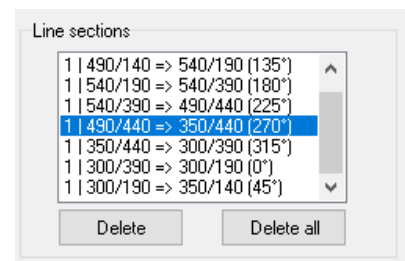 Line sections
1 | 490/140 => 540/190 (135°)
1 | 540/190 => 540/390 (180°)
1 | 540/390 => 490/440 (225°)
1 | 490/440 => 350/440 (270°)
1 | 350/440 => 300/390 (315°)
1 | 300/390 => 300/190 (0°)
1 | 300/190 => 350/140 (45°)
Delete Delete all